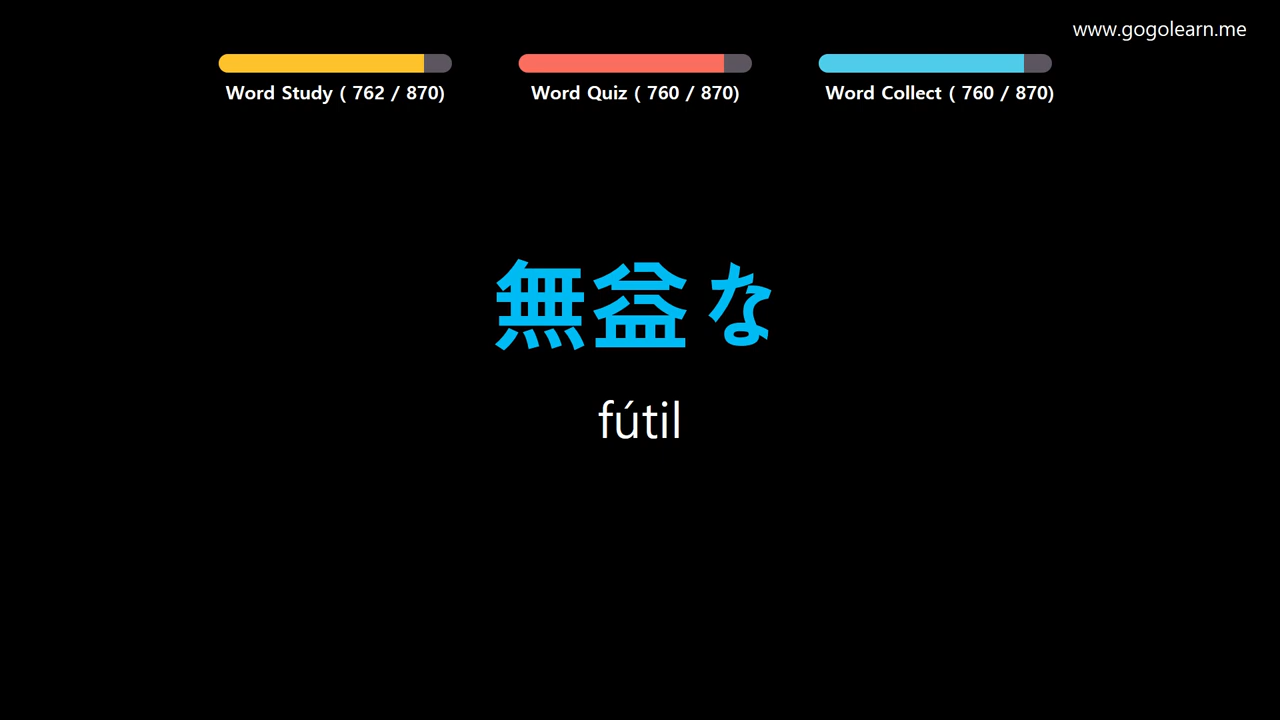 www.gogolearn.me
Word Study ( 762 / 870)
Word Quiz ( 760 / 870)
Word Collect ( 760 / 870)
無益な
fútil